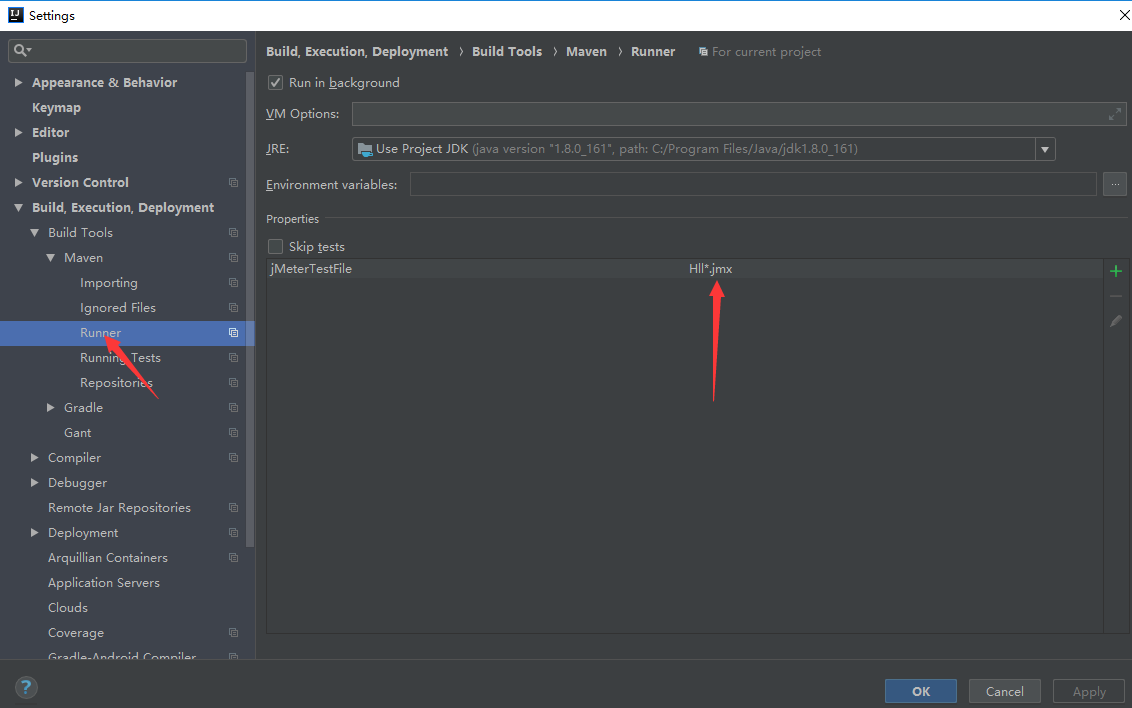 Settings
Build, Execution, Deployment › Build Tools › Maven › Runner For current project
Appearance & Behavior
Keymap
Editor
Plugins
Version Control
Build, Execution, Deployment
Build Tools
Maven
Importing
Ignored Files
Runner
Running Tests
Repositories
Gradle
Gant
Compiler
Debugger
Remote Jar Repositories
Deployment
Arquillian Containers
Application Servers
Clouds
Coverage
Gradle-Android Compiler
Run in background
VM Options:
JRE: Use Project JDK (java version "1.8.0_161", path: C:/Program Files/Java/jdk1.8.0_161)
Environment variables: ...
Properties
Skip tests
jMeterTestFile Hll*.jmx
? OK Cancel Apply